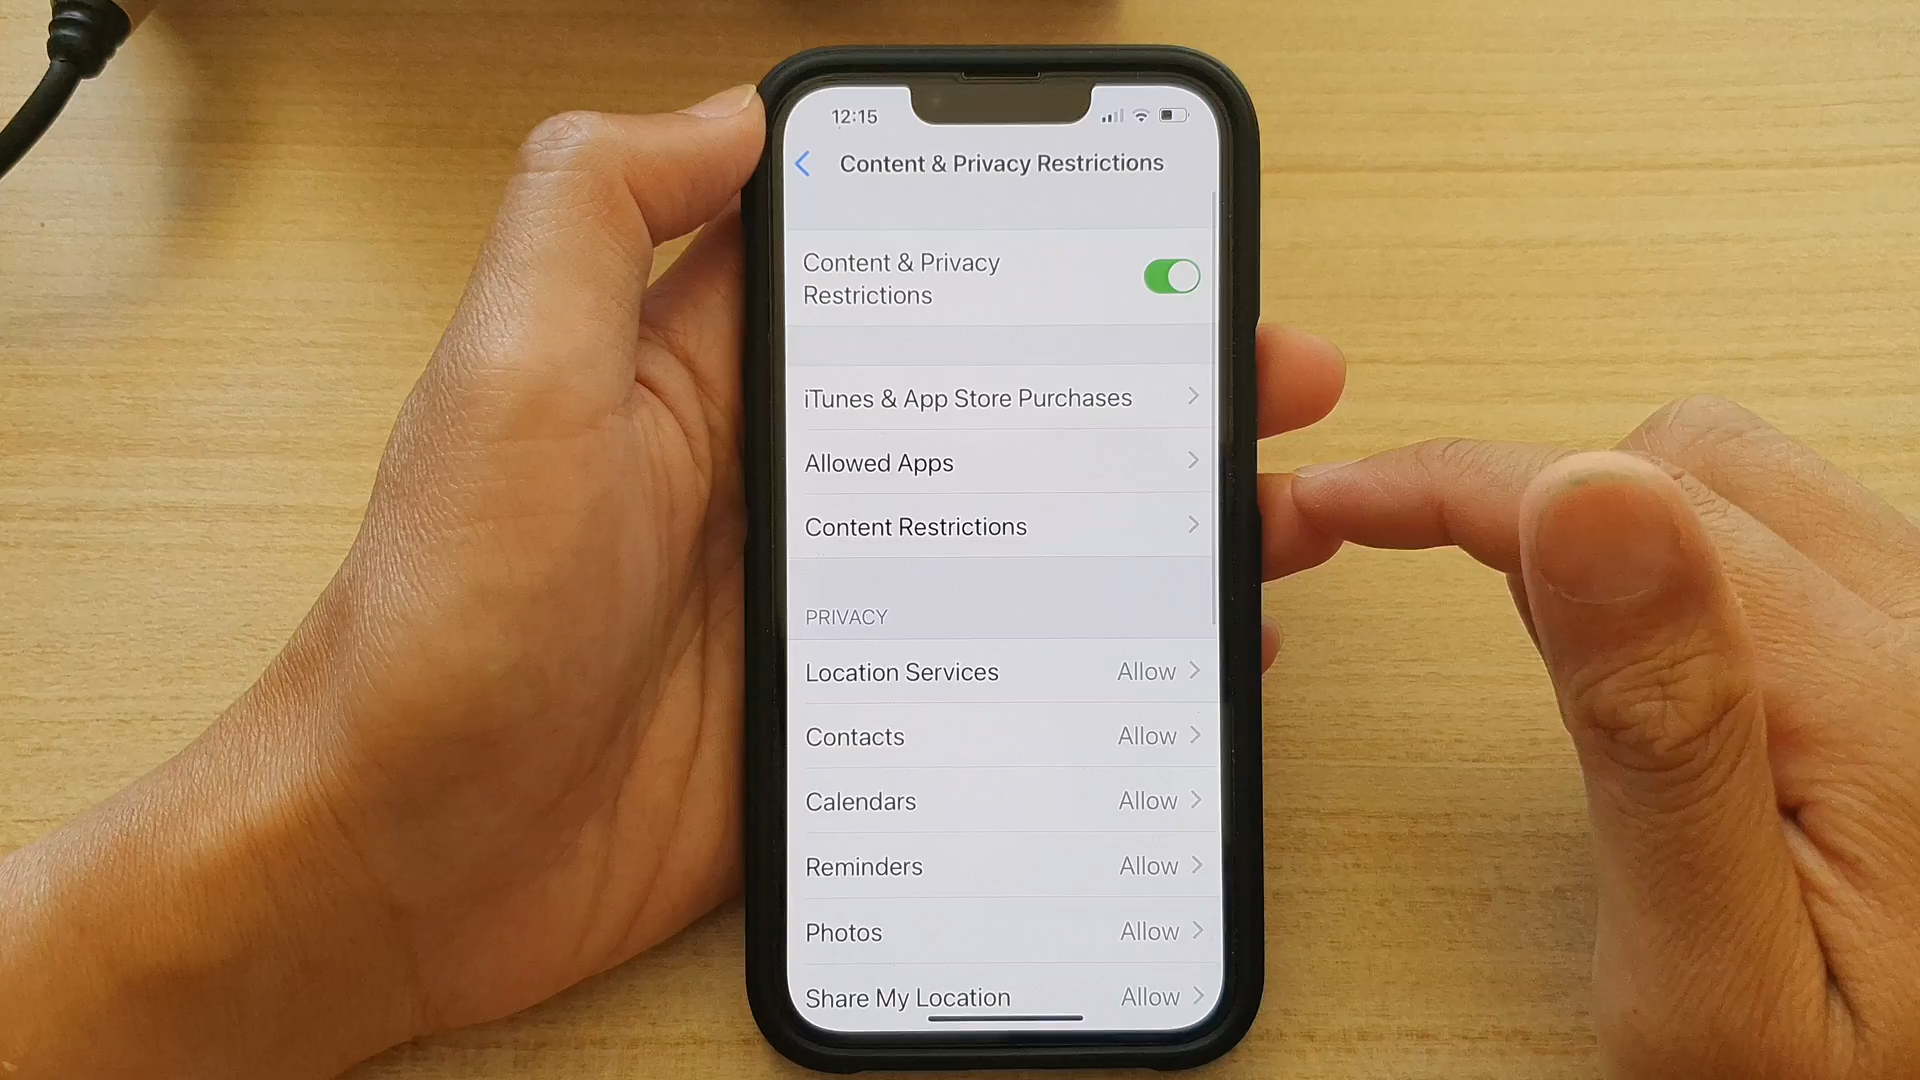 12:15
Content & Privacy Restrictions
Content & Privacy
Restrictions
iTunes & App Store Purchases
Allowed Apps
Content Restrictions
PRIVACY
Location Services Allow
Contacts Allow
Calendars Allow
Reminders Allow
Photos Allow
Share My Location Allow